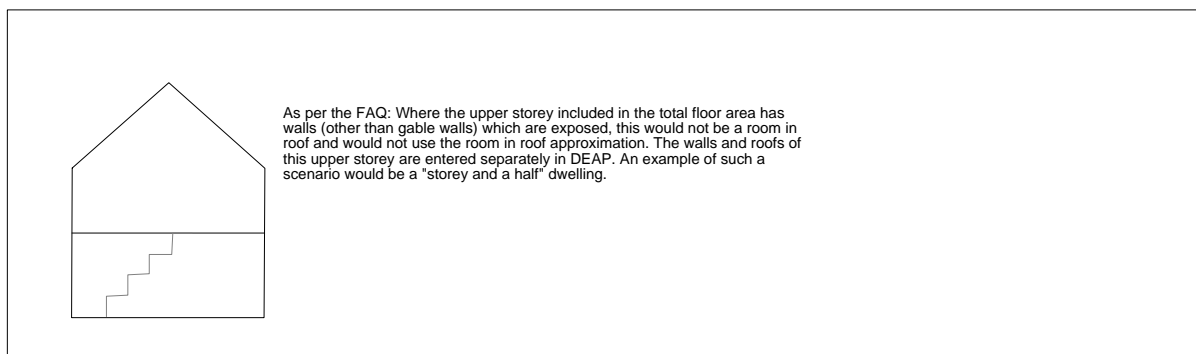 As per the FAQ: Where the upper storey included in the total floor area has
walls (other than gable walls) which are exposed, this would not be a room in
roof and would not use the room in roof approximation. The walls and roofs of
this upper storey are entered separately in DEAP. An example of such a
scenario would be a "storey and a half" dwelling.